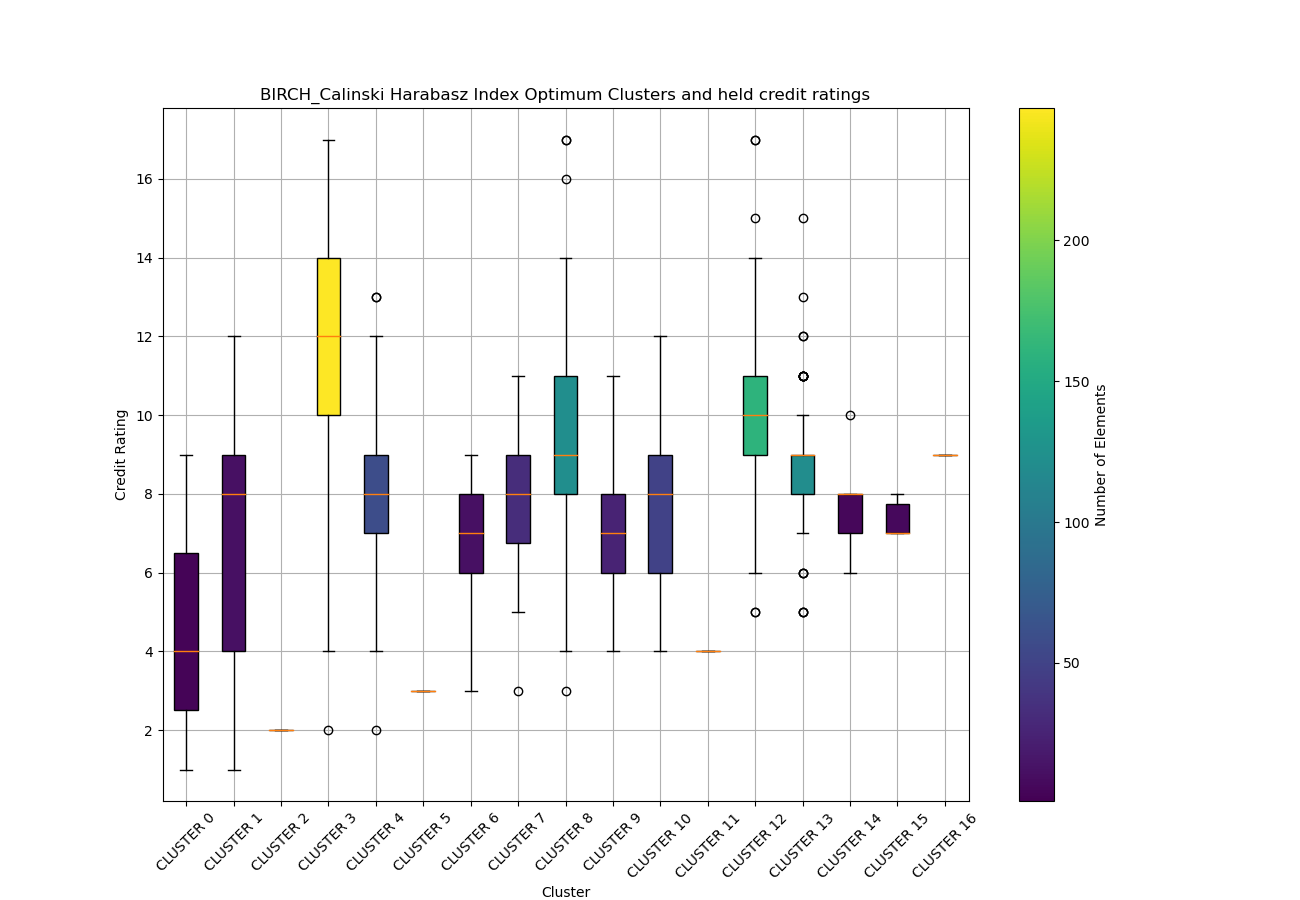 BIRCH_Calinski Harabasz Index Optimum Clusters and held credit ratings
Credit Rating
16
14
12
10
8
6
4
2
CLUSTER 0
CLUSTER 1
CLUSTER 2
CLUSTER 3
CLUSTER 4
CLUSTER 5
CLUSTER 6
CLUSTER 7
CLUSTER 8
CLUSTER 9
CLUSTER 10
CLUSTER 11
CLUSTER 12
CLUSTER 13
CLUSTER 14
CLUSTER 15
CLUSTER 16
Cluster
200
150
100
50
Number of Elements